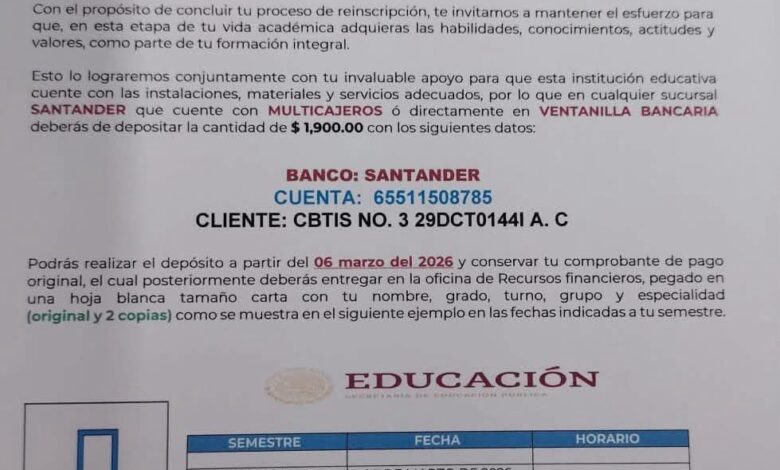 Con el propósito de concluir tu proceso de reinscripción, te invitamos a mantener el esfuerzo para
que, en esta etapa de tu vida académica adquieras las habilidades, conocimientos, actitudes y
valores, como parte de tu formación integral.
Esto lo lograremos conjuntamente con tu invaluable apoyo para que esta institución educativa
cuente con las instalaciones, materiales y servicios adecuados, por lo que en cualquier sucursal
SANTANDER que cuente con MULTICAJEROS ó directamente en VENTANILLA BANCARIA
deberás de depositar la cantidad de $ 1,900.00 con los siguientes datos:
BANCO: SANTANDER
CUENTA: 65511508785
CLIENTE: CBTIS NO. 3 29DCT0144I A. C
Podrás realizar el depósito a partir del 06 marzo del 2026 y conservar tu comprobante de pago
original, el cual posteriormente deberás entregar en la oficina de Recursos financieros, pegado en
una hoja blanca tamaño carta con tu nombre, grado, turno, grupo y especialidad
(original y 2 copias) como se muestra en el siguiente ejemplo en las fechas indicadas a tu semestre.
EDUCACIÓN
SECRETARÍA DE EDUCACIÓN PÚBLICA
SEMESTRE FECHA HORARIO